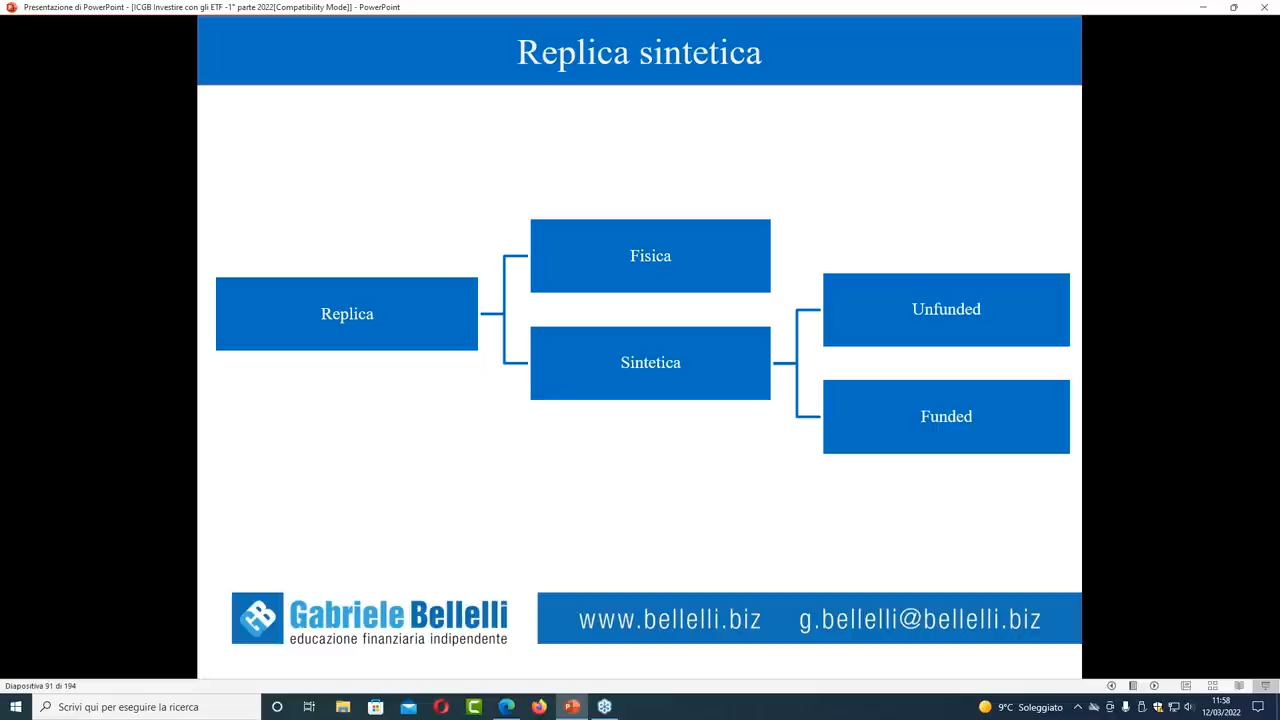 Presentazione di PowerPoint - [ICGB Investire con gli ETF -1° parte 2022[Compatibility Mode]] - PowerPoint
Replica sintetica
Fisica
Unfunded
Replica
Sintetica
Funded
Gabriele Bellelli
educazione finanziaria indipendente
www.bellelli.biz g.bellelli@bellelli.biz
Diapositiva 91 di 194
Scrivi qui per eseguire la ricerca
9°C Soleggiato
11:58
12/03/2022